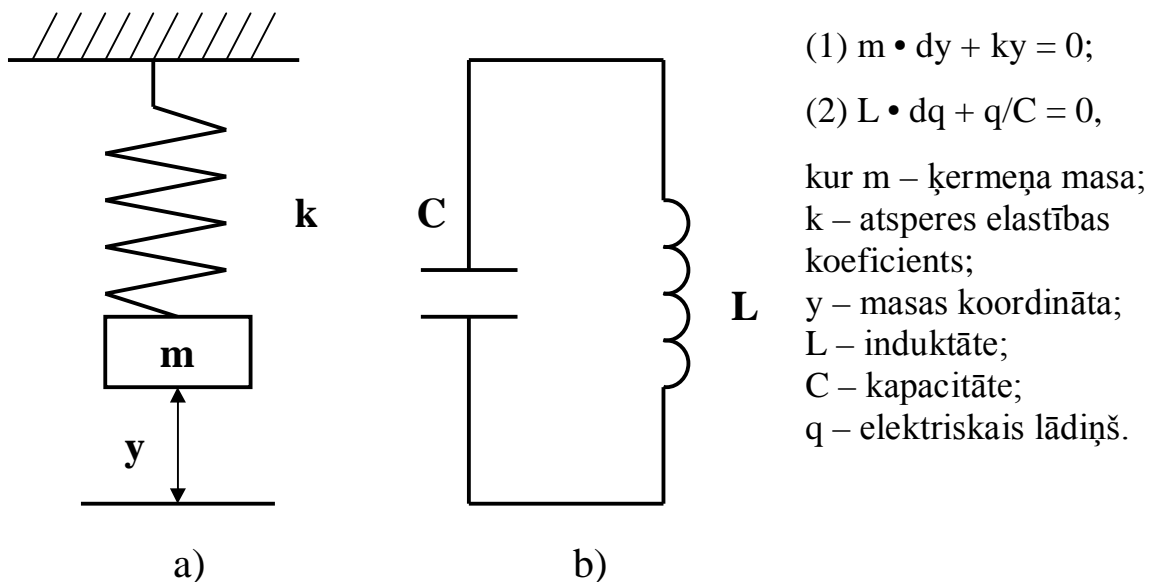 k
m
y
a)
C
L
b)
(1) m • dy + ky = 0;
(2) L • dq + q/C = 0,
kur m – ķermeņa masa;
k – atsperes elastības
koeficients;
y – masas koordināta;
L – induktāte;
C – kapacitāte;
q – elektriskais lādiņš.